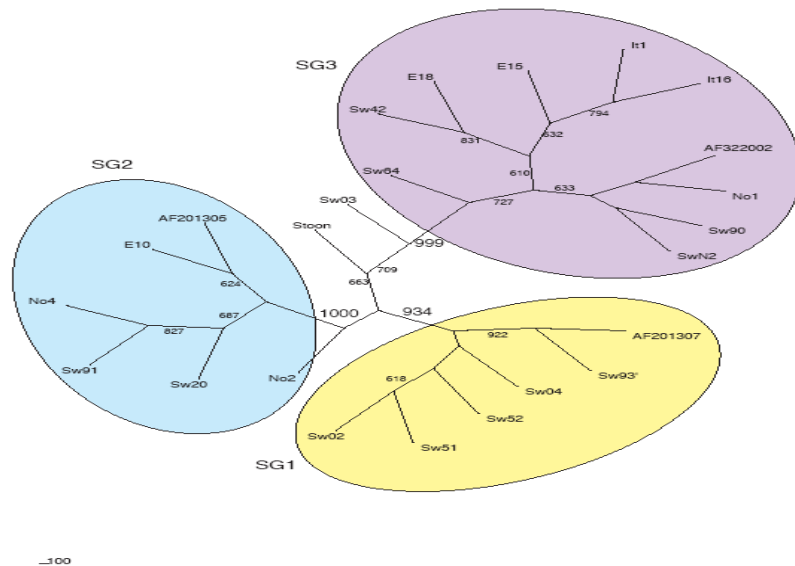 It1
SG3
E15
E18
It16
Sw42
794
632
831
AF322002
SG2
610
Sw64
633
No1
727
Sw03
AF201305
Stoon
Sw90
E10
999
SwN2
709
624
663
No4
1000
934
687
827
922
AF201307
Sw91
Sw20
No2
618
Sw93'
Sw04
Sw52
Sw02
Sw51
SG1
100